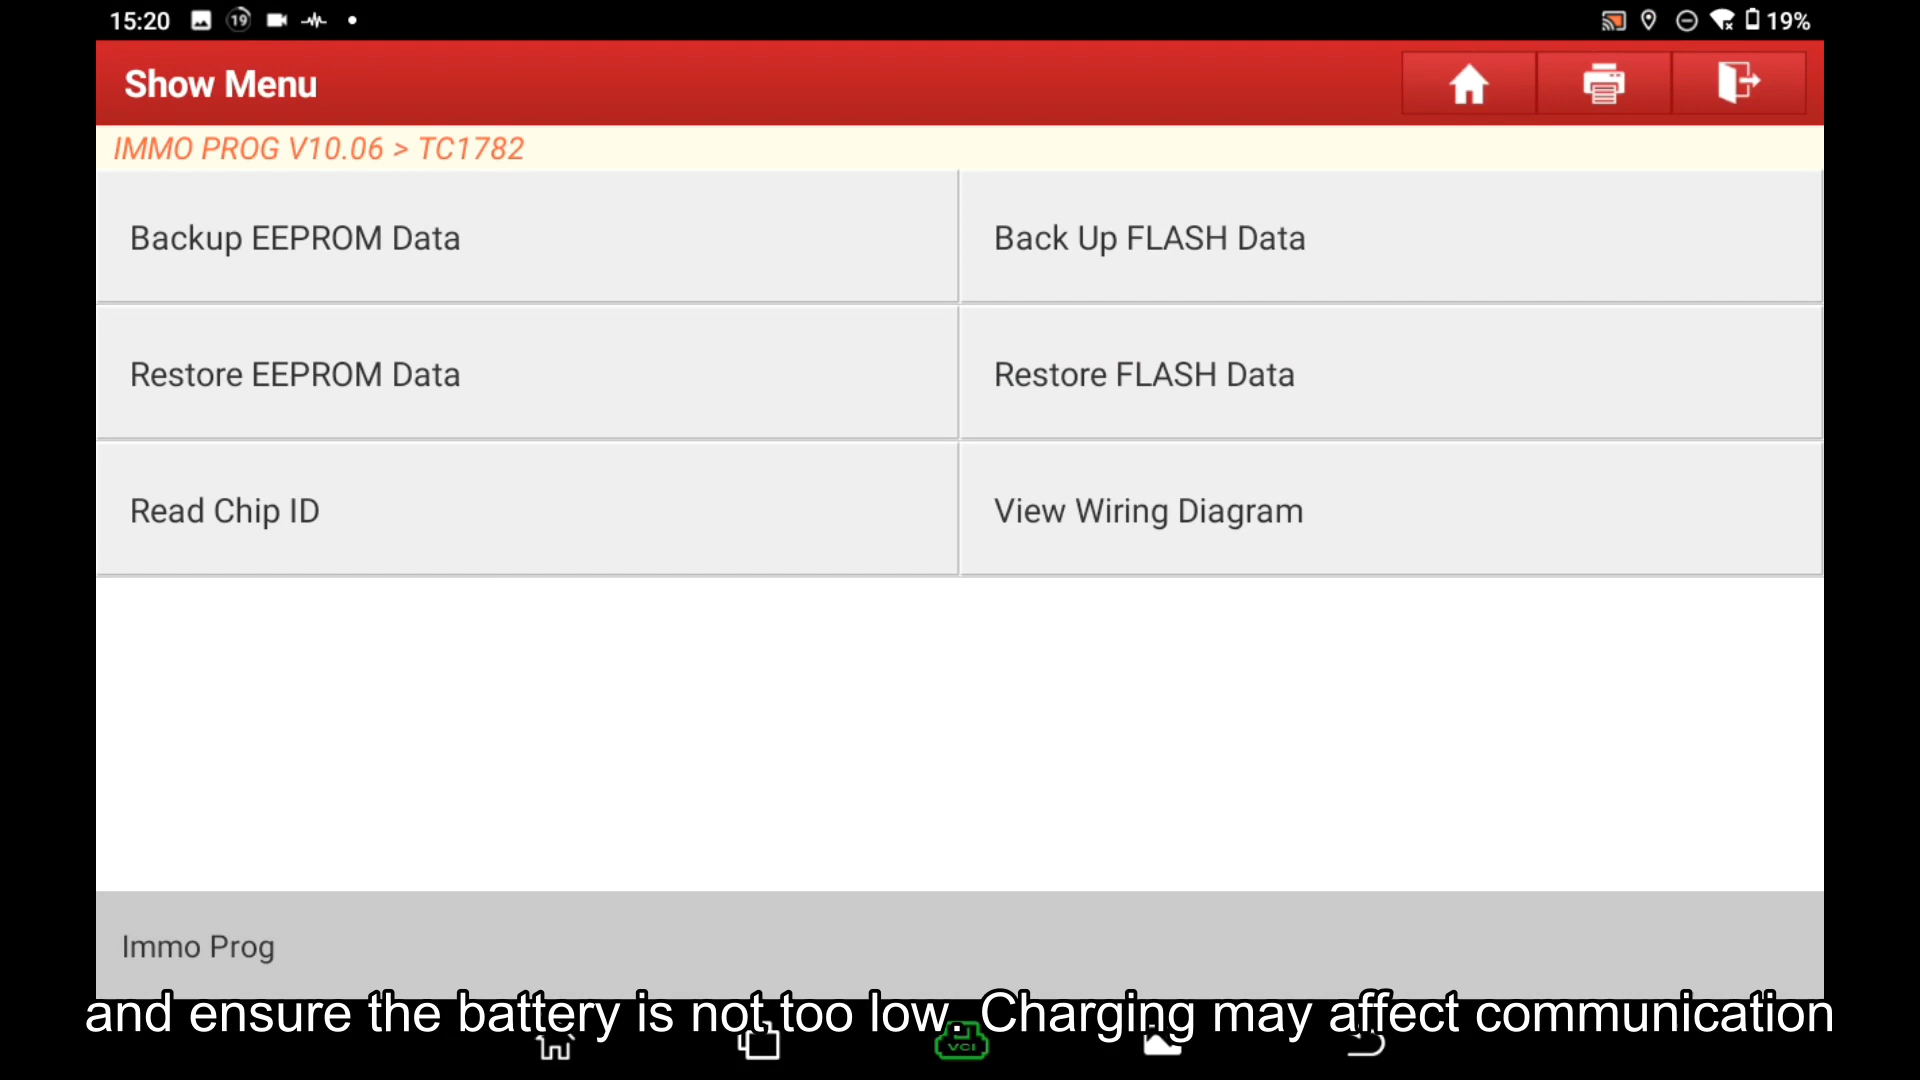 15:20 19 19%
Show Menu
IMMO PROG V10.06 > TC1782
Backup EEPROM Data
Back Up FLASH Data
Restore EEPROM Data
Restore FLASH Data
Read Chip ID
View Wiring Diagram
Immo Prog
and ensure the battery is not too low. Charging may affect communication
VCI